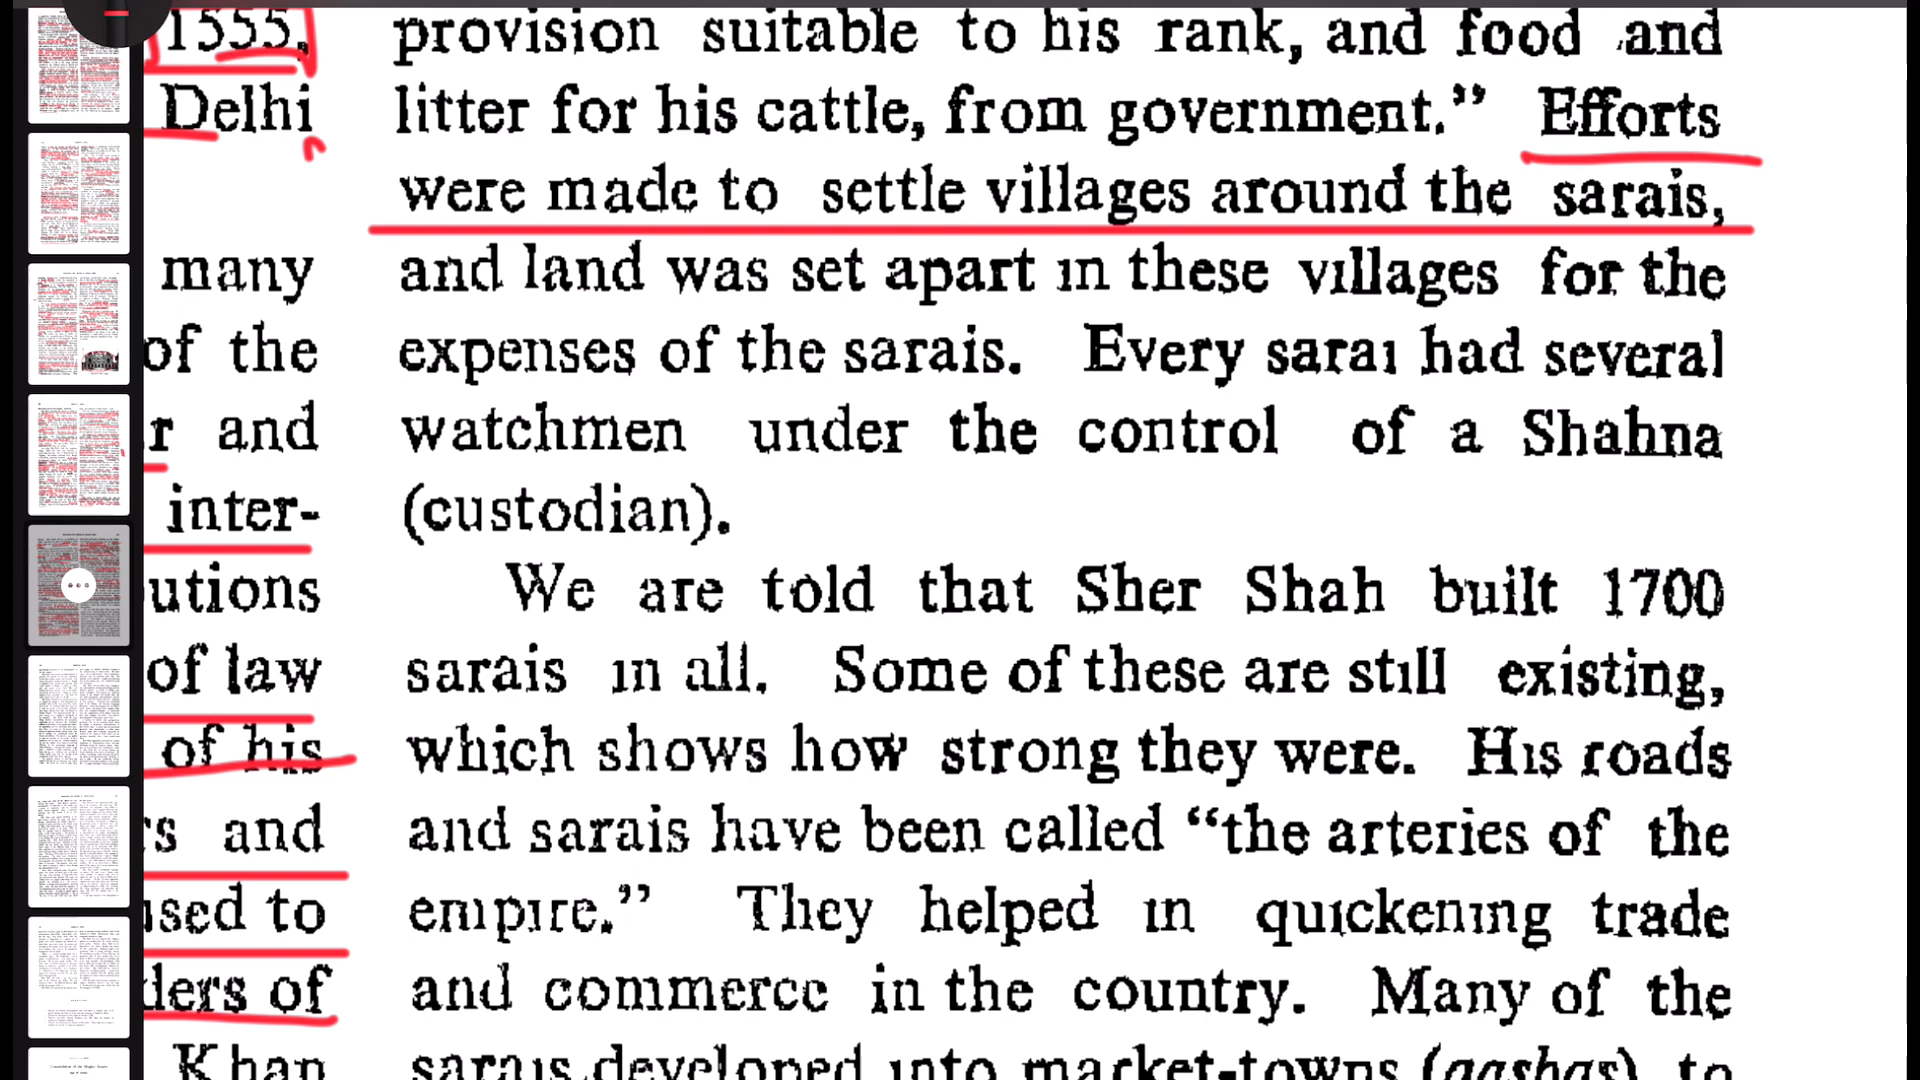 1555,
Delhi
many
of the
and
inter-
utions
of law
of his
and
to
of
Khan
provision suitable to his rank, and food and
litter for his cattle, from government.” Efforts
were made to settle villages around the sarais,
and land was set apart in these villages for the
expenses of the sarais. Every sarai had several
watchmen under the control of a Shahna
(custodian).
We are told that Sher Shah built 1700
sarais in all. Some of these are still existing,
which shows how strong they were. His roads
and sarais have been called “the arteries of the
empire.” They helped in quickening trade
and commerce in the country. Many of the
sarais developed into market-towns (qasbas), to